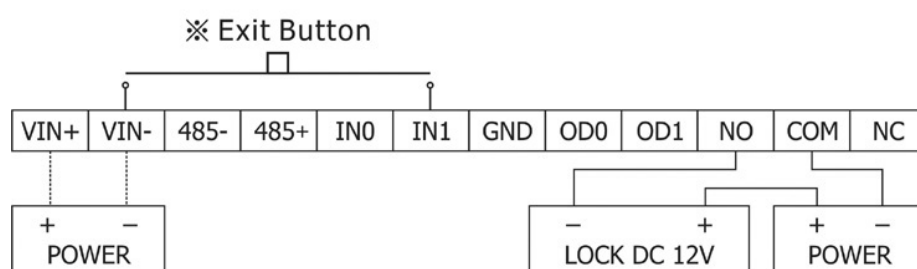 ※ Exit Button
VIN+ VIN- 485- 485+ IN0 IN1 GND OD0 OD1 NO COM NC
+ − − + + −
POWER LOCK DC 12V POWER